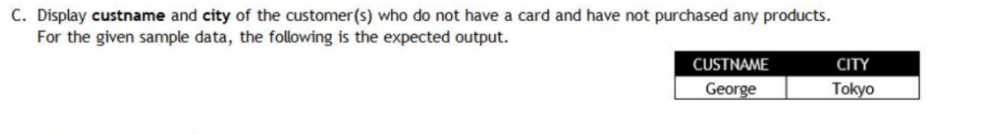 C. Display custname and city of the customer(s) who do not have a card and have not purchased any products.
For the given sample data, the following is the expected output.
CUSTNAME CITY
George Tokyo